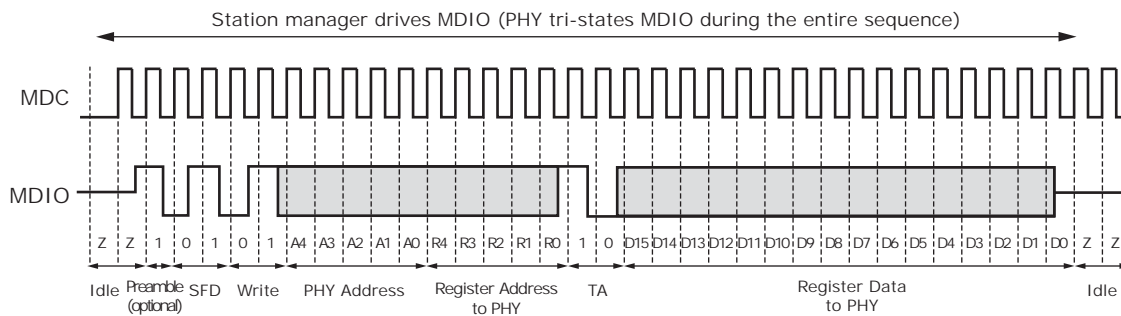 Station manager drives MDIO (PHY tri-states MDIO during the entire sequence)
MDC
MDIO
Z Z 1 0 1 0 1 A4 A3 A2 A1 A0 R4 R3 R2 R1 R0 1 0 D15 D14 D13 D12 D11 D10 D9 D8 D7 D6 D5 D4 D3 D2 D1 D0 Z Z
Idle Preamble SFD Write PHY Address Register Address TA Register Data Idle
(optional) to PHY to PHY